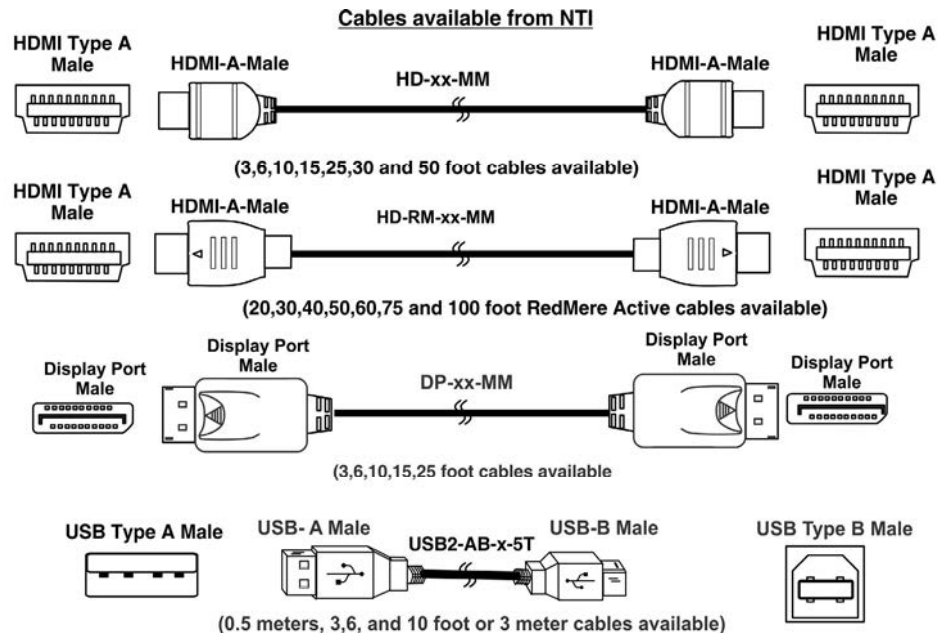 Cables available from NTI
HDMI Type A
Male
HDMI-A-Male
HD-xx-MM
HDMI-A-Male
HDMI Type A
Male
(3,6,10,15,25,30 and 50 foot cables available)
HDMI Type A
Male
HDMI-A-Male
HD-RM-xx-MM
HDMI-A-Male
HDMI Type A
Male
(20,30,40,50,60,75 and 100 foot RedMere Active cables available)
Display Port
Male
Display Port
Male
DP-xx-MM
Display Port
Male
Display Port
Male
(3,6,10,15,25 foot cables available
USB Type A Male
USB- A Male
USB2-AB-x-5T
USB-B Male
USB Type B Male
(0.5 meters, 3,6, and 10 foot or 3 meter cables available)